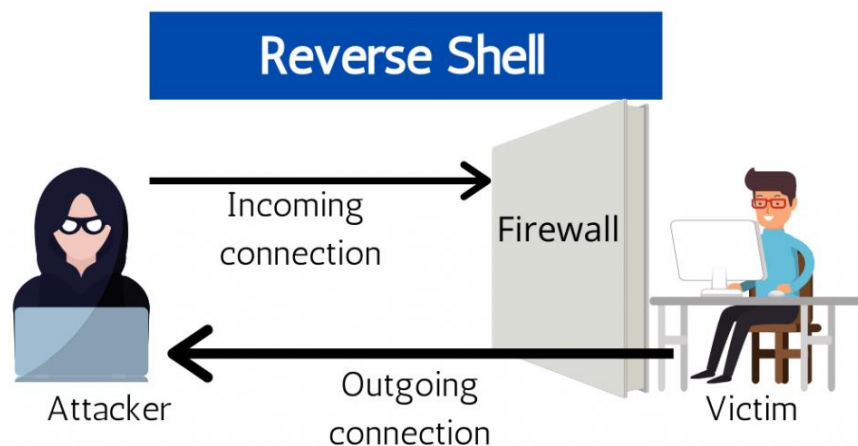 Reverse Shell
Incoming
connection
Firewall
Outgoing
connection
Attacker
Victim